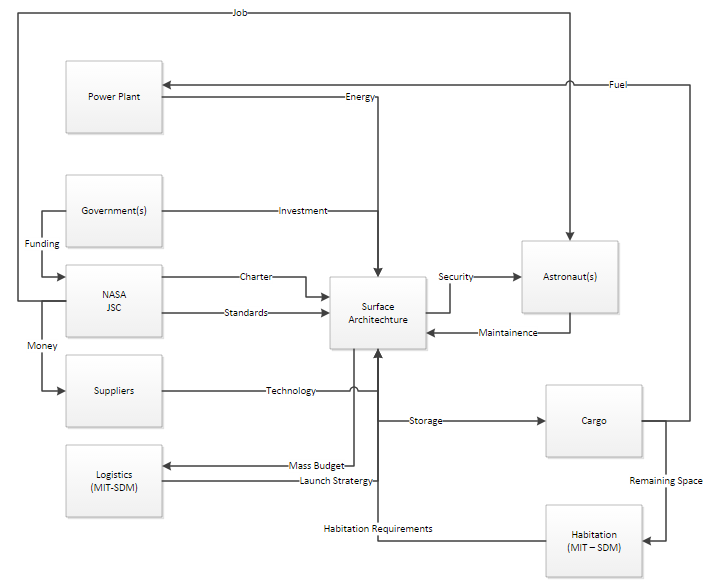 Job
Fuel
Power Plant
Energy
Government(s)
Investment
Funding
Charter
Security
Astronaut(s)
NASA
JSC
Surface
Architechture
Standards
Maintainence
Money
Suppliers
Technology
Storage
Cargo
Mass Budget
Logistics
(MIT-SDM)
Launch Stratergy
Remaining Space
Habitation Requirements
Habitation
(MIT – SDM)